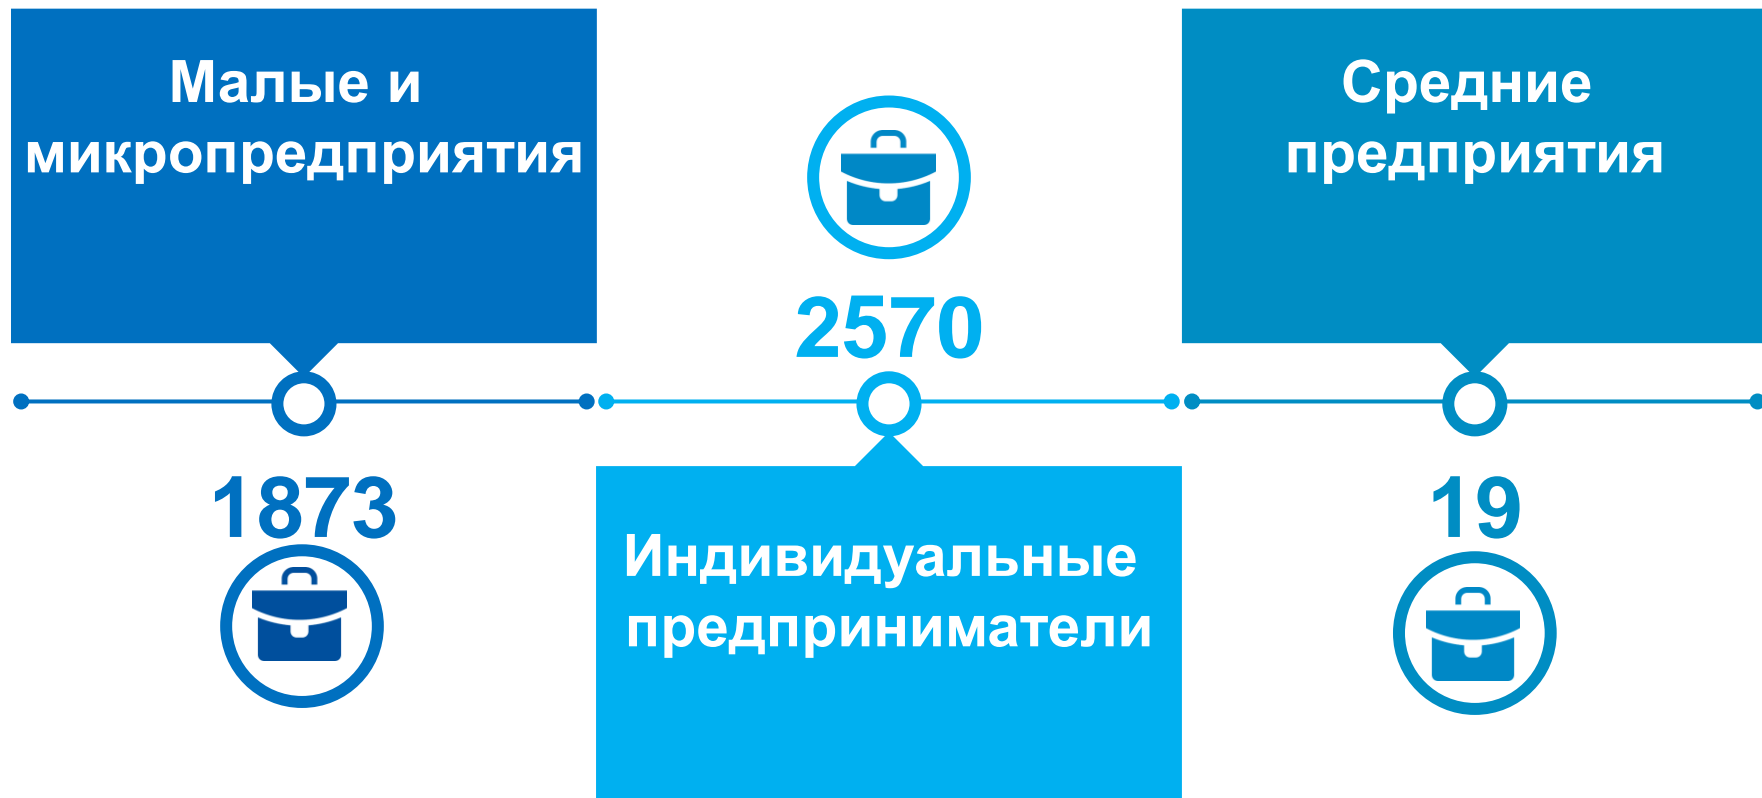 Малые и
микропредприятия
1873
2570
Индивидуальные
предприниматели
Средние
предприятия
19